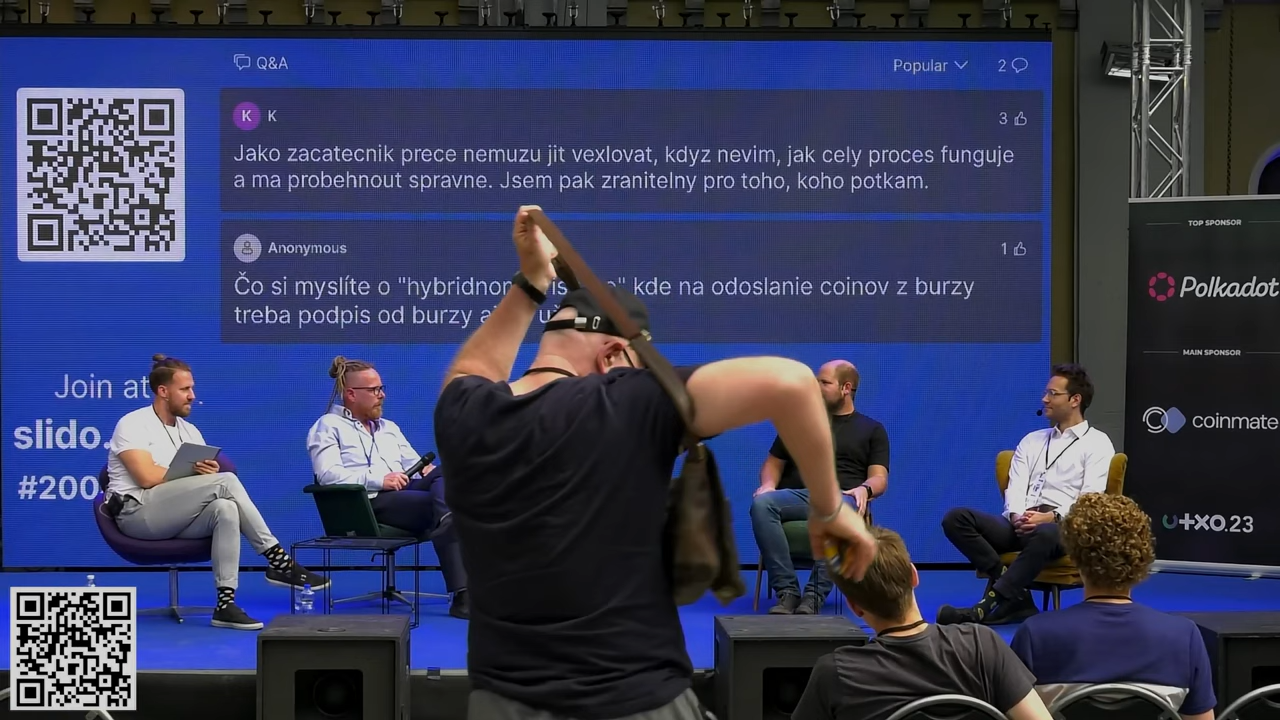 Q&A
Popular
2
K
K
3
Jako zacatecnik prece nemuzu jit vexlovat, kdyz nevim, jak cely proces funguje
a ma probehnout spravne. Jsem pak zranitelny pro toho, koho potkam.
Anonymous
1
Čo si myslíte o "hybridnom kde na odoslanie coinov z burzy
treba podpis od burzy
Join at
slido.
#200
TOP SPONSOR
Polkadot
MAIN SPONSOR
coinmate
UTXO.23